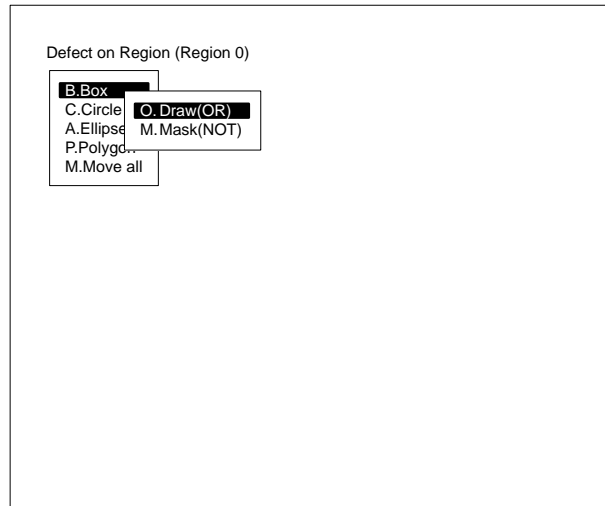 Defect on Region (Region 0)
B.Box
C.Circle
O. Draw(OR)
A.Ellipse
M. Mask(NOT)
P.Polygon
M.Move all